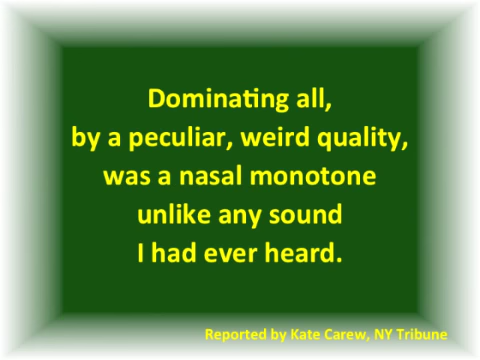 Dominating all,
by a peculiar, weird quality,
was a nasal monotone
unlike any sound
I had ever heard.
Reported by Kate Carew, NY Tribune